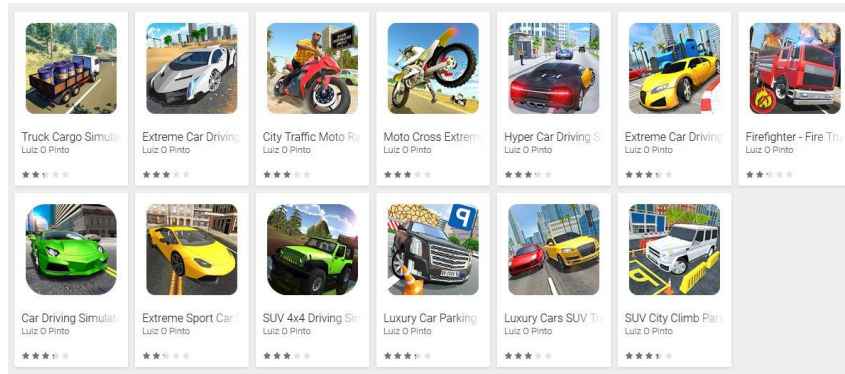 Truck Cargo Simula
Luiz O Pinto
Extreme Car Driving
Luiz O Pinto
City Traffic Moto Ra
Luiz O Pinto
Moto Cross Extrem
Luiz O Pinto
Hyper Car Driving S
Luiz O Pinto
Extreme Car Driving
Luiz O Pinto
Firefighter - Fire Tru
Luiz O Pinto
Car Driving Simulat
Luiz O Pinto
Extreme Sport Car D
Luiz O Pinto
SUV 4x4 Driving Sin
Luiz O Pinto
P
Luxury Car Parking
Luiz O Pinto
Luxury Cars SUV Tr
Luiz O Pinto
P
SUV City Climb Park
Luiz O Pinto